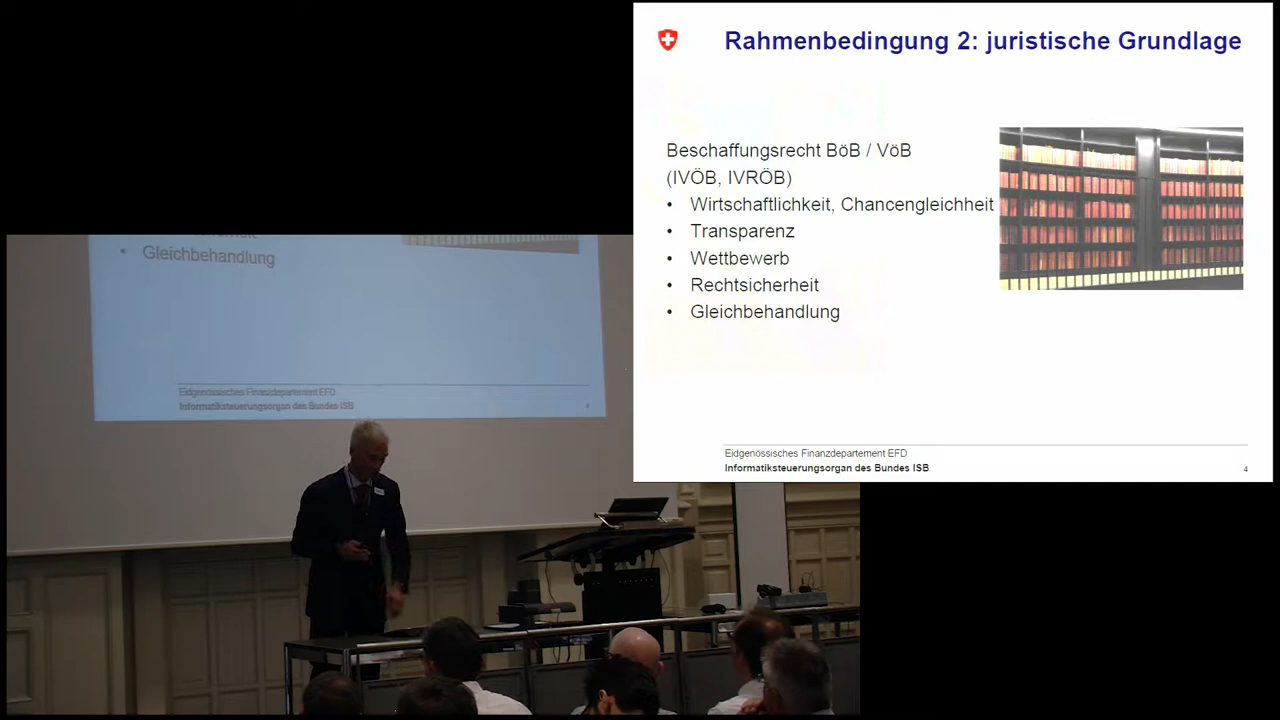 Rahmenbedingung 2: juristische Grundlage
Beschaffungsrecht BöB / VöB
(IVÖB, IVRÖB)
• Wirtschaftlichkeit, Chancengleichheit
• Transparenz
• Wettbewerb
• Rechtsicherheit
• Gleichbehandlung
Eidgenössisches Finanzdepartement EFD
Informatiksteuerungsorgan des Bundes ISB
4
• Gleichbehandlung
Eidgenössisches Finanzdepartement EFD
Informatiksteuerungsorgan des Bundes ISB